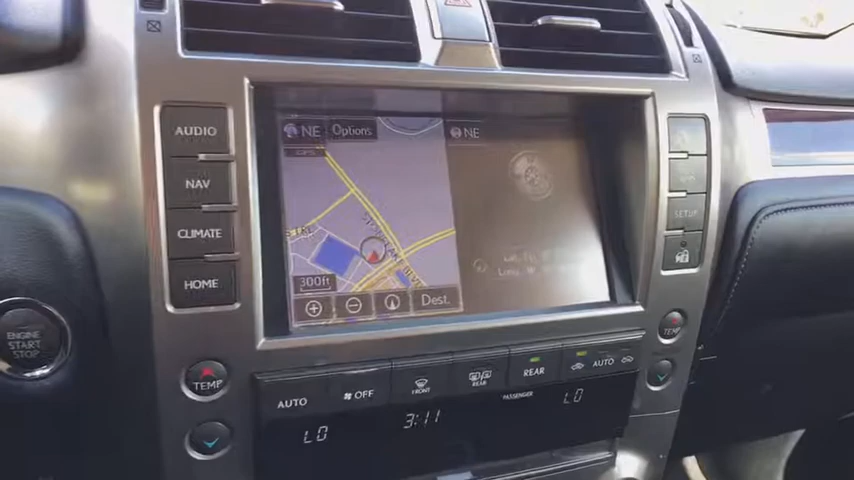 AUDIO
NAV
CLIMATE
HOME
ENGINE
START
STOP
NE Options
NE
GPS
300ft
Dest.
SETUP
TEMP
TEMP
AUTO
OFF
FRONT
REAR
REAR
AUTO
PASSENGER
LO
3:11
LO